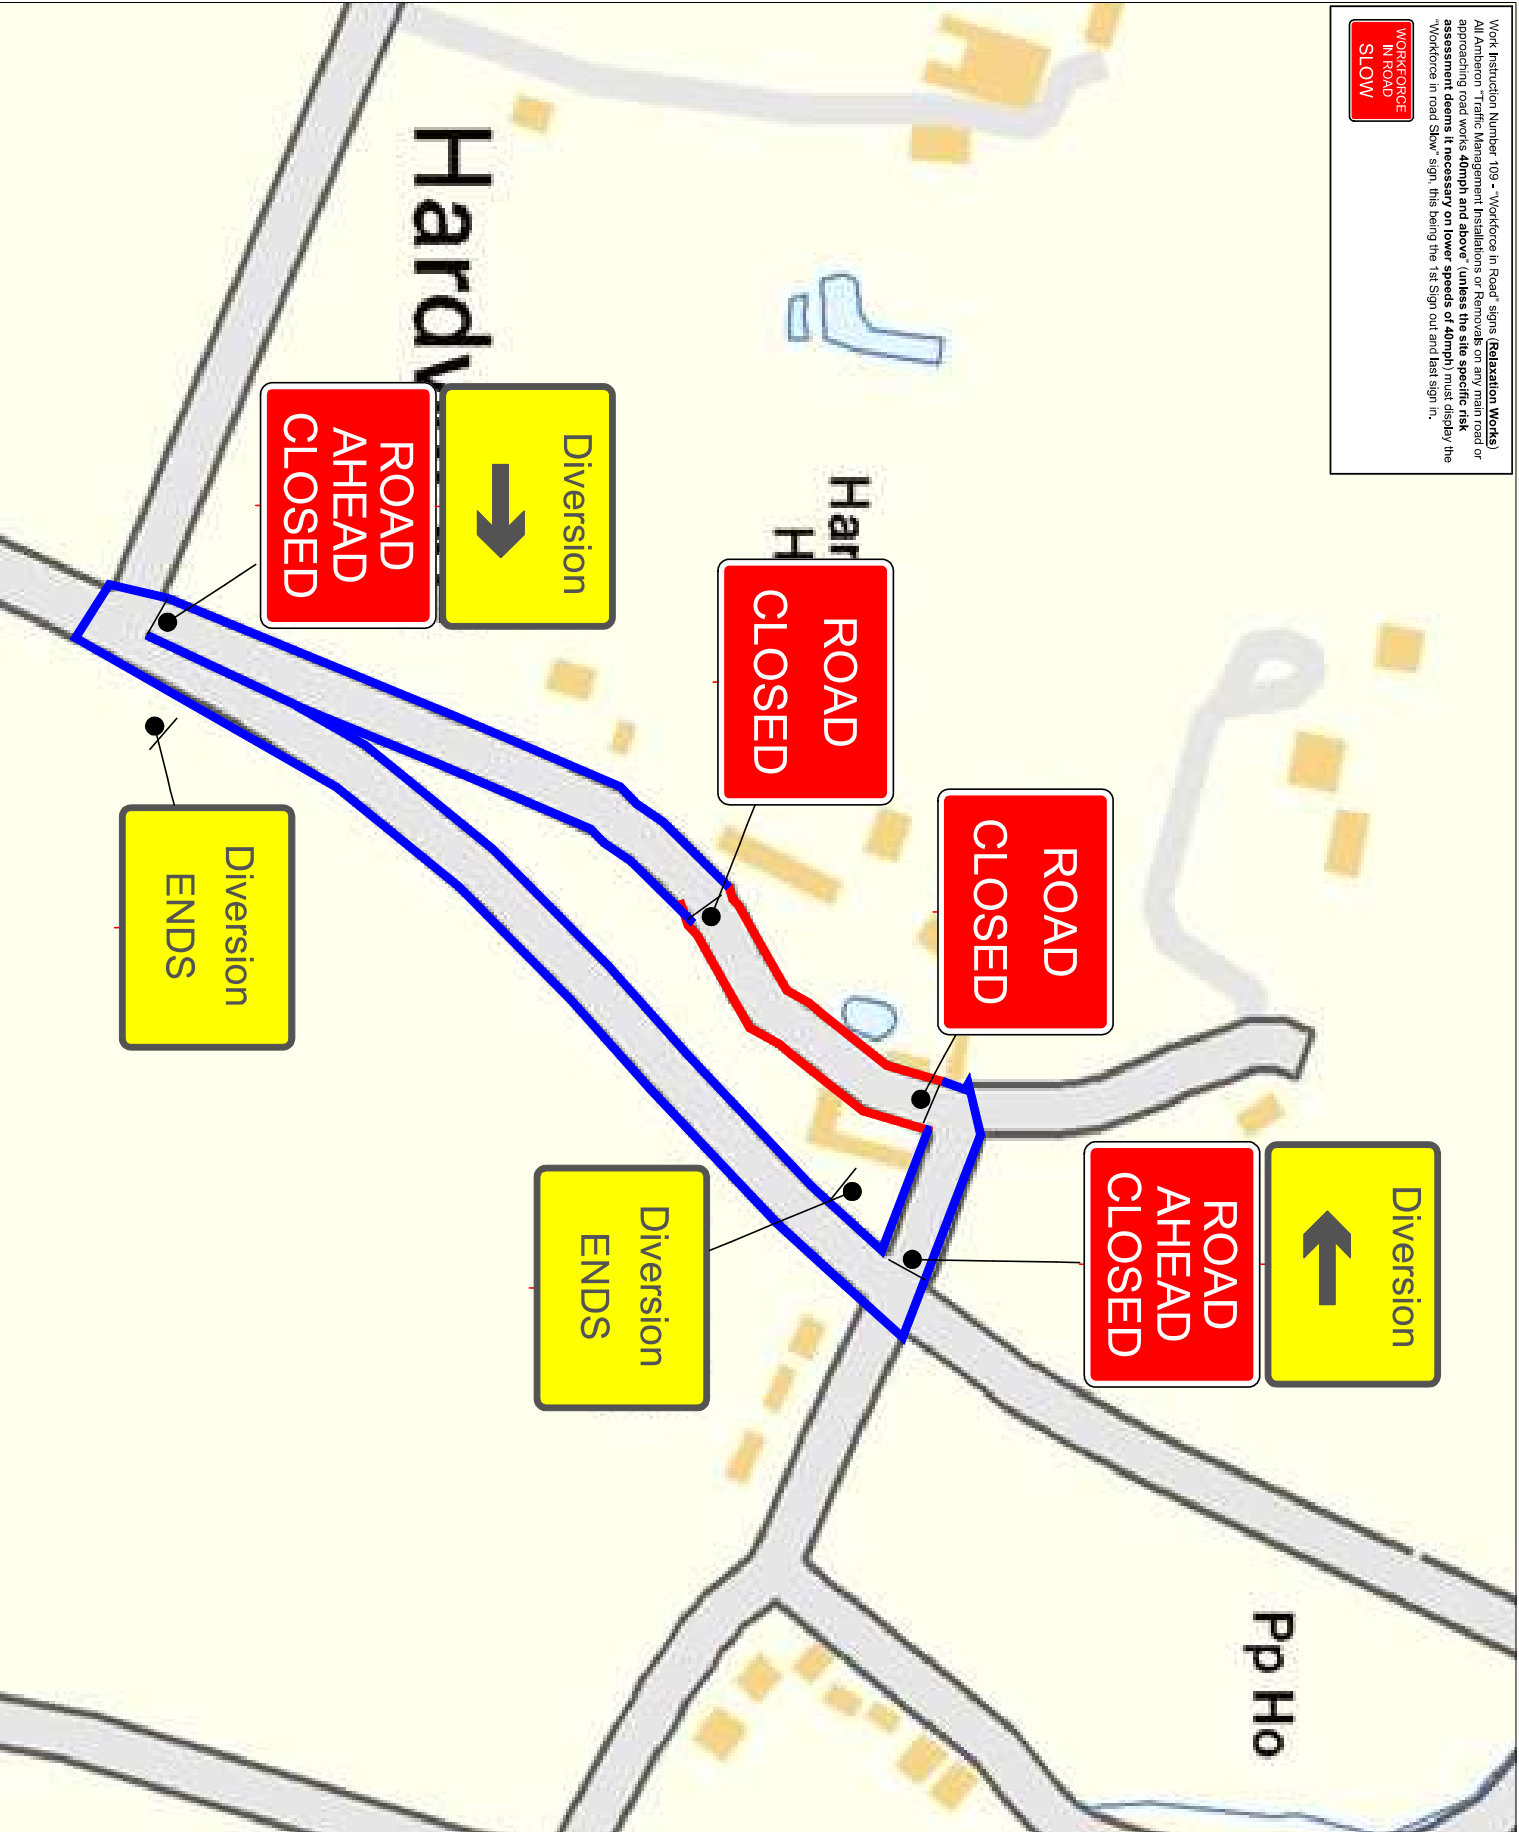 Work Instruction Number 109 - "Workforce in Road" signs (Relaxation Works)
All Amberon "Traffic Management Installations or Removals on any main road or
approaching road works 40mph and above" (unless the site specific risk
assessment deems it necessary on lower speeds of 40mph) must display the
"Workforce in road Slow" sign, this being the 1st Sign out and last sign in.
WORKFORCE
IN ROAD
SLOW
Diversion
ROAD
AHEAD
CLOSED
ROAD
CLOSED
ROAD
CLOSED
Diversion
ROAD
AHEAD
CLOSED
Diversion
ENDS
Diversion
ENDS
Har
H
Pp Ho